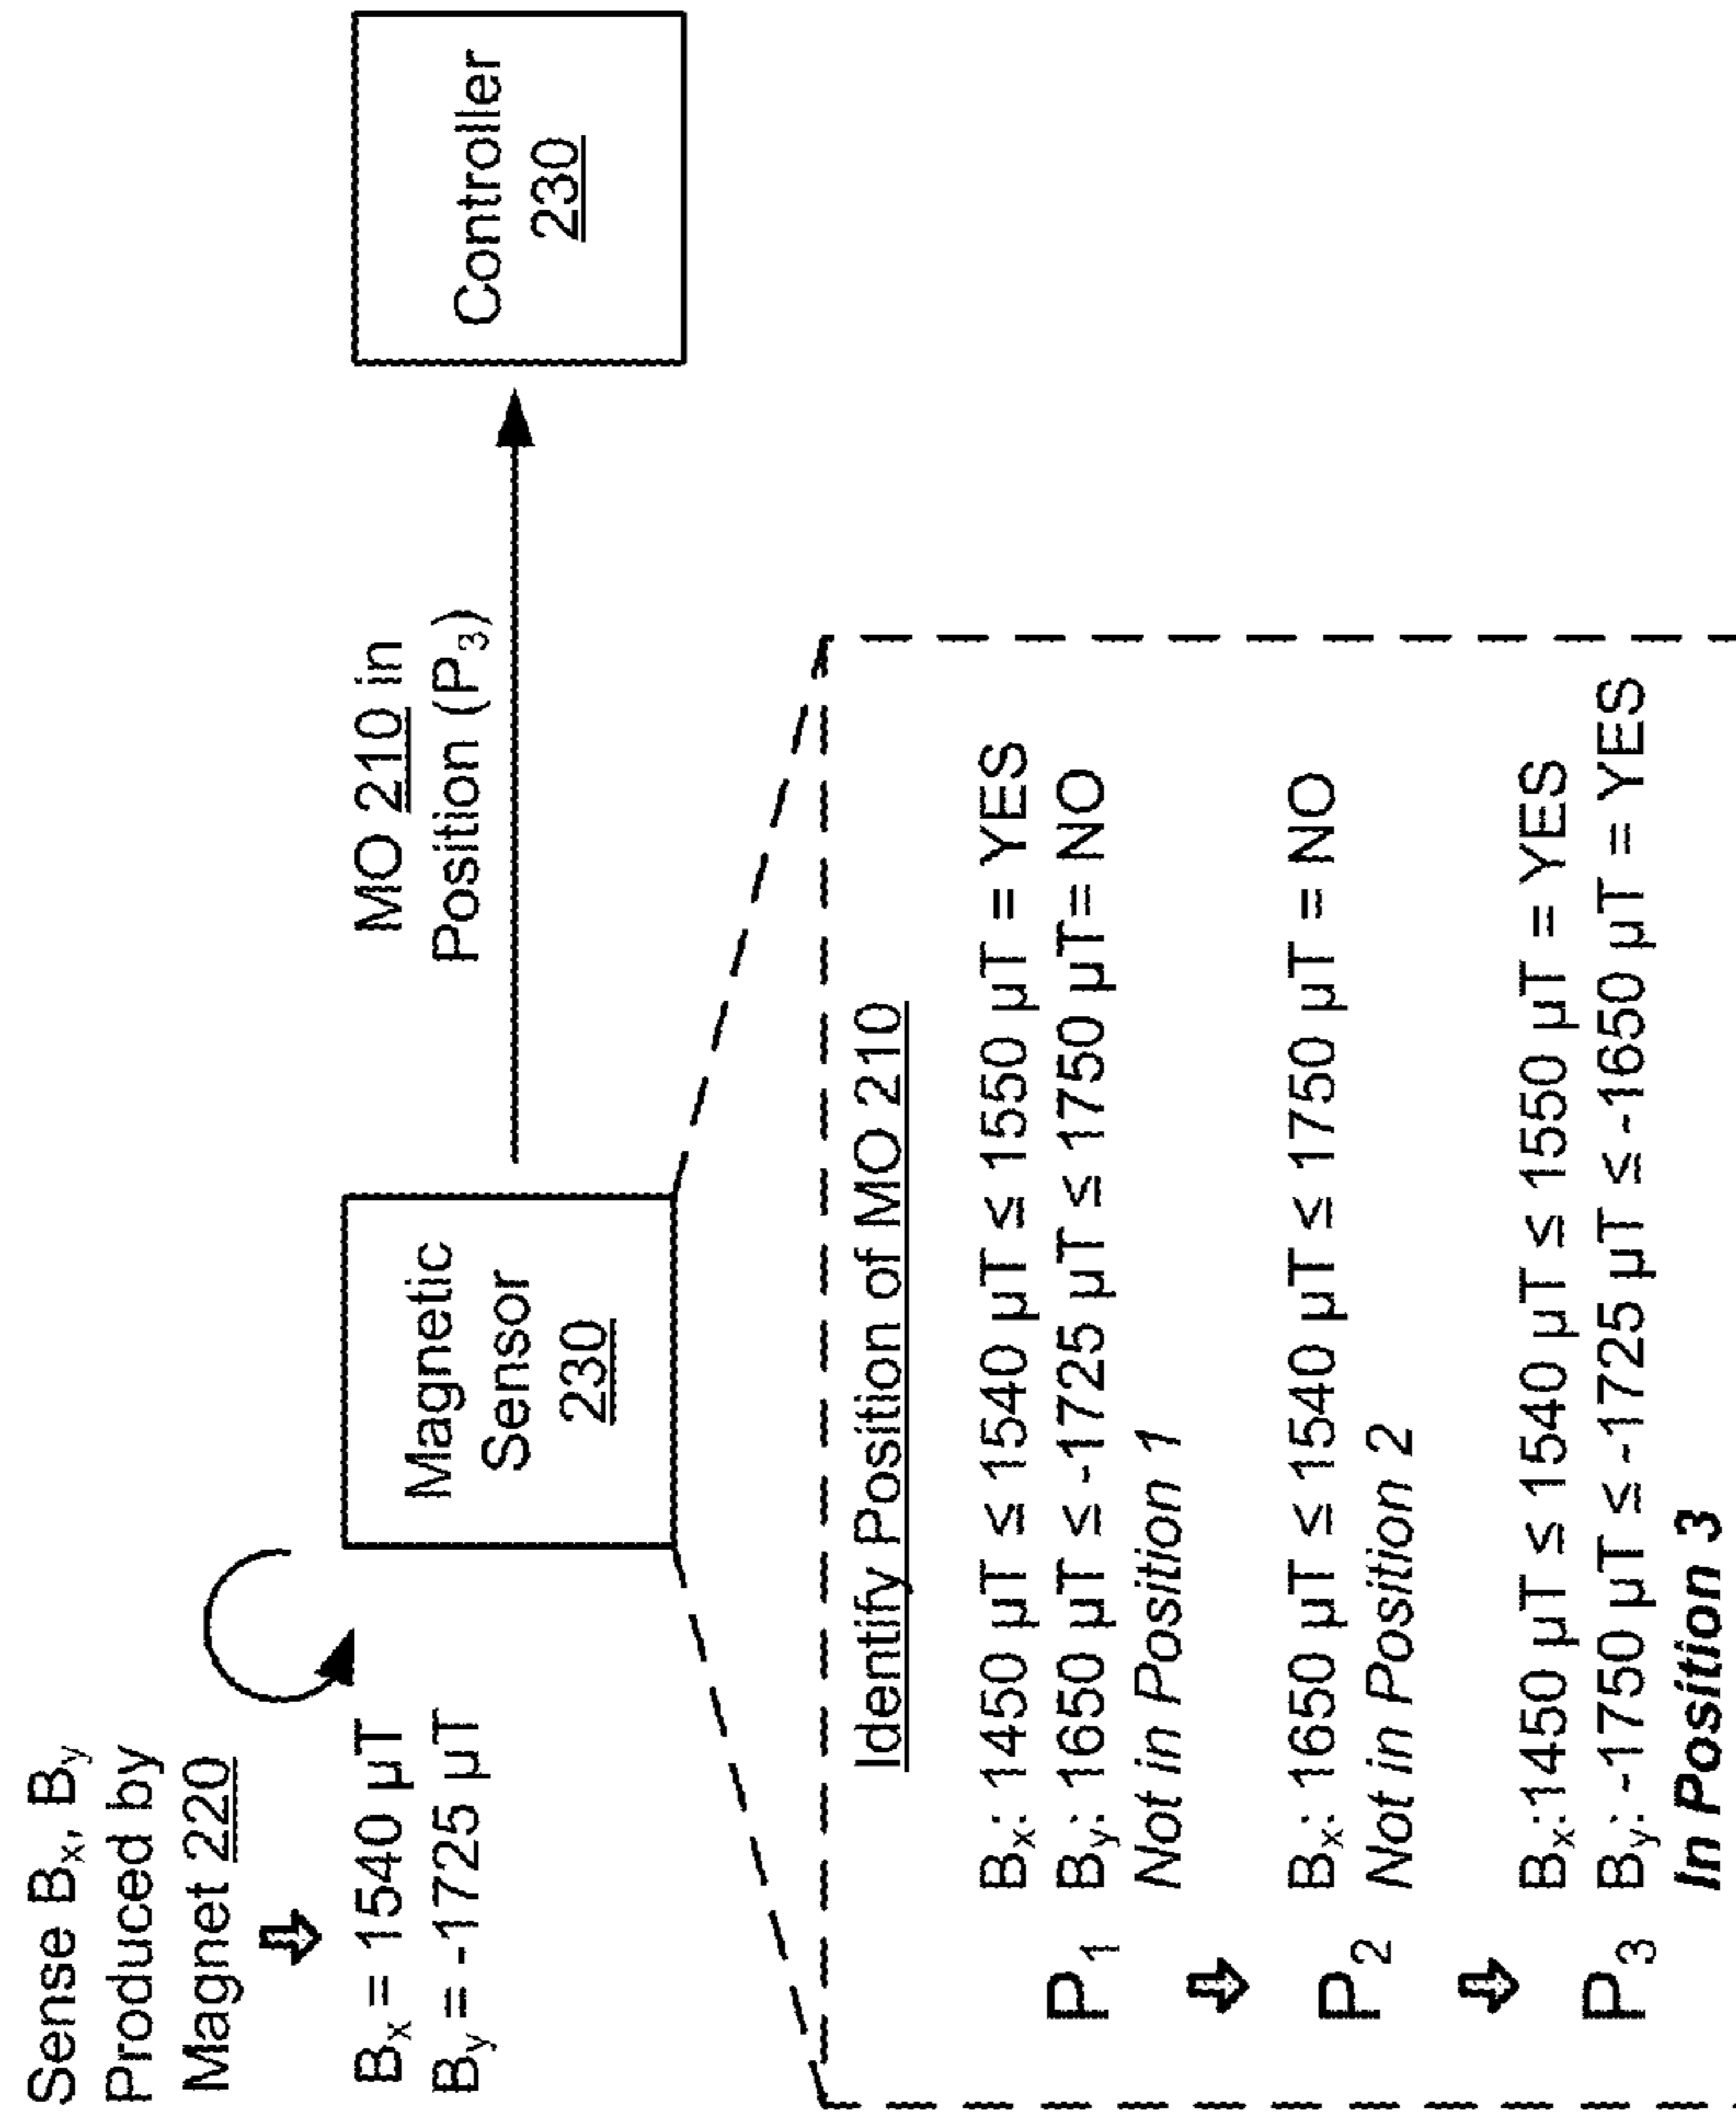 Sense Bx, By
Produced by
Magnet 220
Bx = 1540 µT
By = -1725 µT
Magnetic
Sensor
230
MO 210 in
Position (P3)
Controller
230
Identify Position of MO 210
P1
Bx: 1450 µT ≤ 1540 µT ≤ 1550 µT = YES
By: 1650 µT ≤ -1725 µT ≤ 1750 µT= NO
Not in Position 1
P2
Bx: 1650 µT ≤ 1540 µT ≤ 1750 µT = NO
Not in Position 2
P3
Bx:1450 µT ≤ 1540 µT ≤ 1550 µT = YES
By: -1750 µT ≤ -1725 µT ≤ -1650 µT = YES
In Position 3